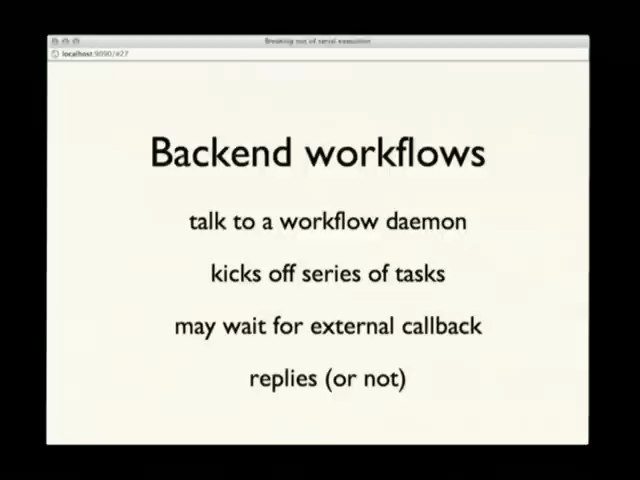 Breaking out of serial execution
localhost:9090/#27
Backend workflows
talk to a workflow daemon
kicks off series of tasks
may wait for external callback
replies (or not)